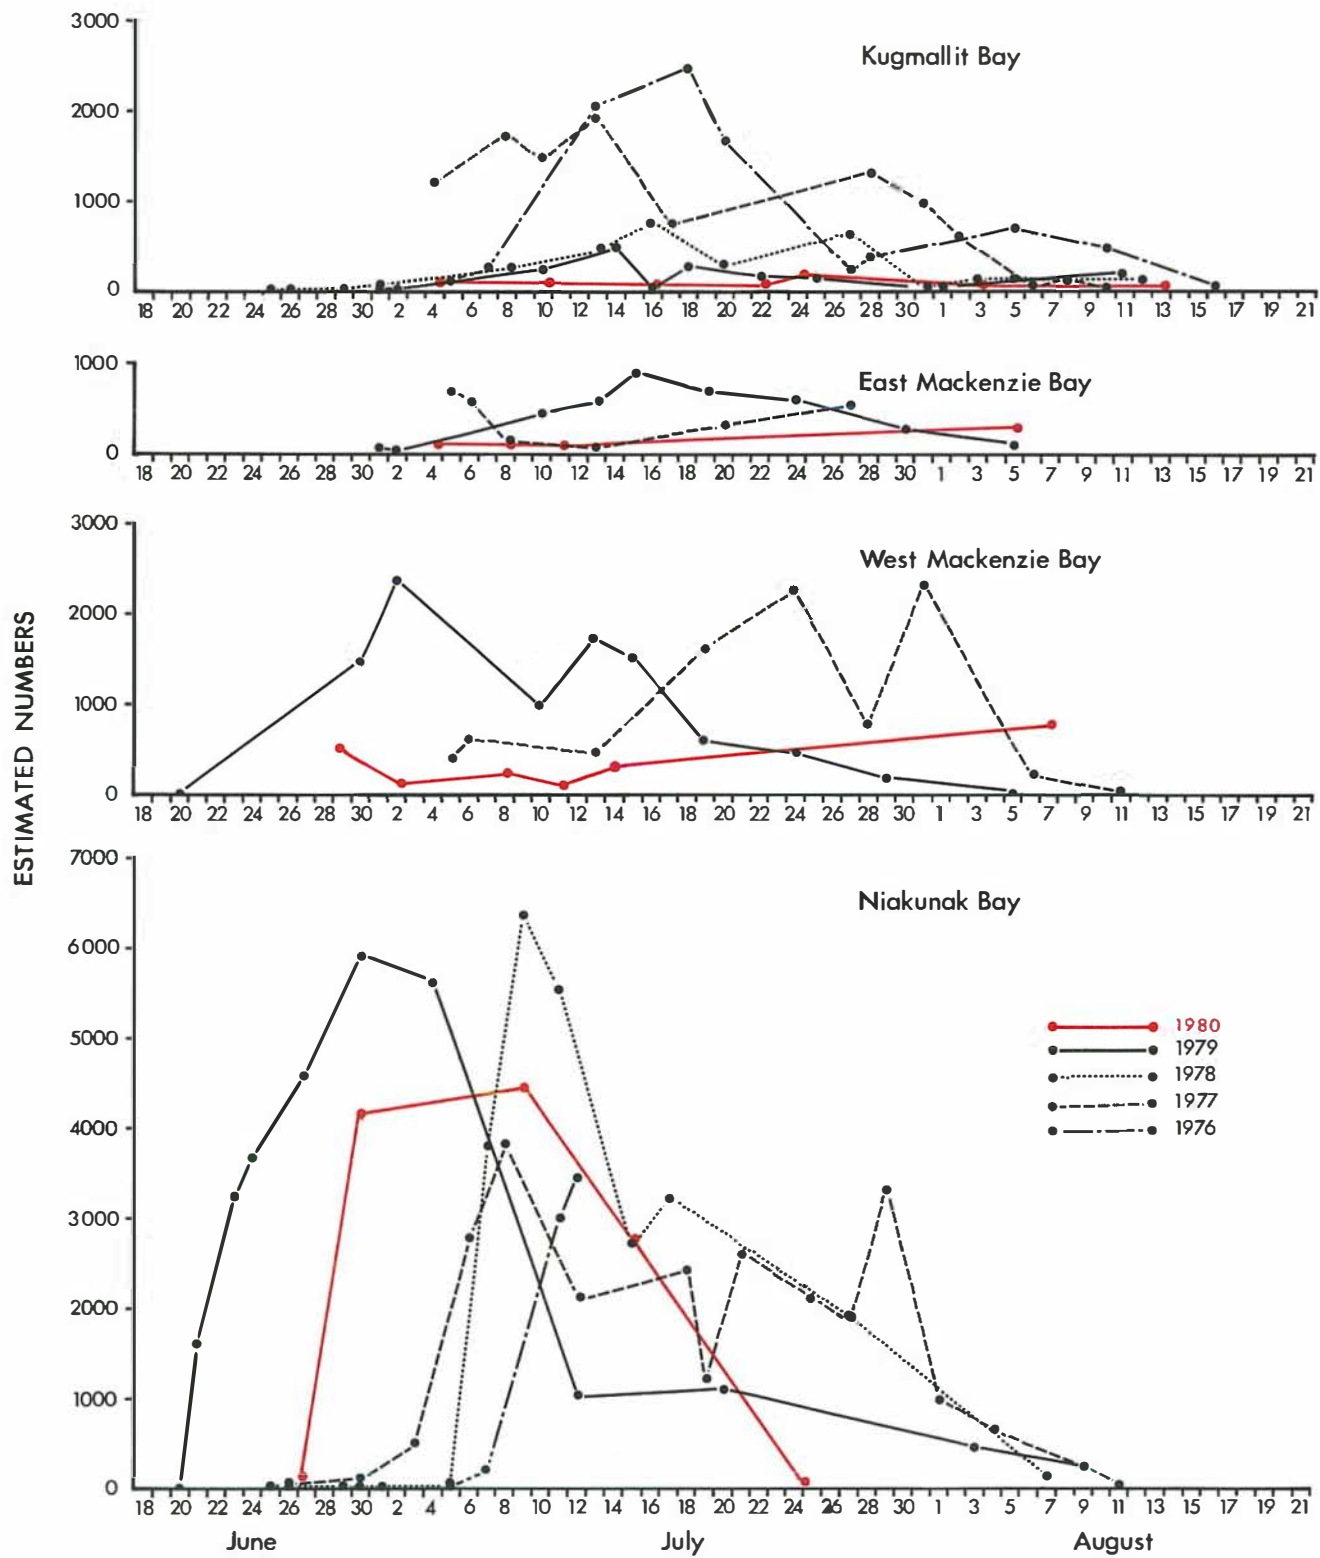 3000
Kugmallit Bay
2000
1000
0
18 20 22 24 26 28 30 2 4 6 8 10 12 14 16 18 20 22 24 26 28 30 1 3 5 7 9 11 13 15 17 19 21
1000
East Mackenzie Bay
0
18 20 22 24 26 28 30 2 4 6 8 10 12 14 16 18 20 22 24 26 28 30 1 3 5 7 9 11 13 15 17 19 21
3000
West Mackenzie Bay
2000
1000
0
18 20 22 24 26 28 30 2 4 6 8 10 12 14 16 18 20 22 24 26 28 30 1 3 5 7 9 11 13 15 17 19 21
ESTIMATED NUMBERS
7000
Niakunak Bay
6000
5000
4000
3000
2000
1000
0
1980
1979
1978
1977
1976
18 20 22 24 26 28 30 2 4 6 8 10 12 14 16 18 20 22 24 26 28 30 1 3 5 7 9 11 13 15 17 19 21
June July August